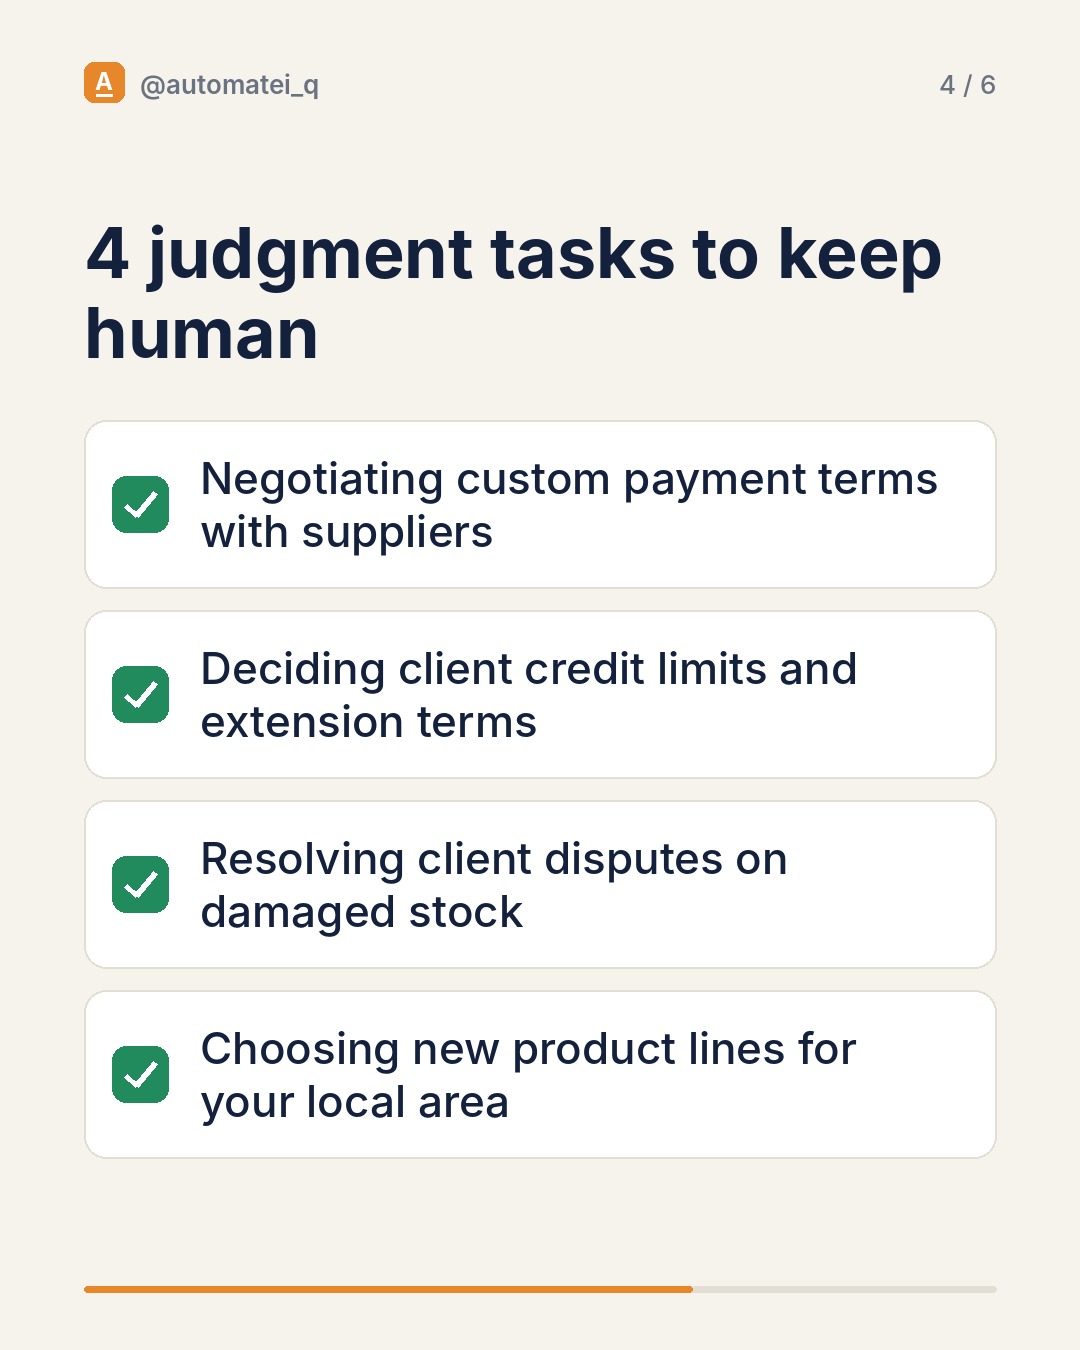 A
@automatei_q
4 / 6
4 judgment tasks to keep
human
Negotiating custom payment terms
with suppliers
Deciding client credit limits and
extension terms
Resolving client disputes on
damaged stock
Choosing new product lines for
your local area